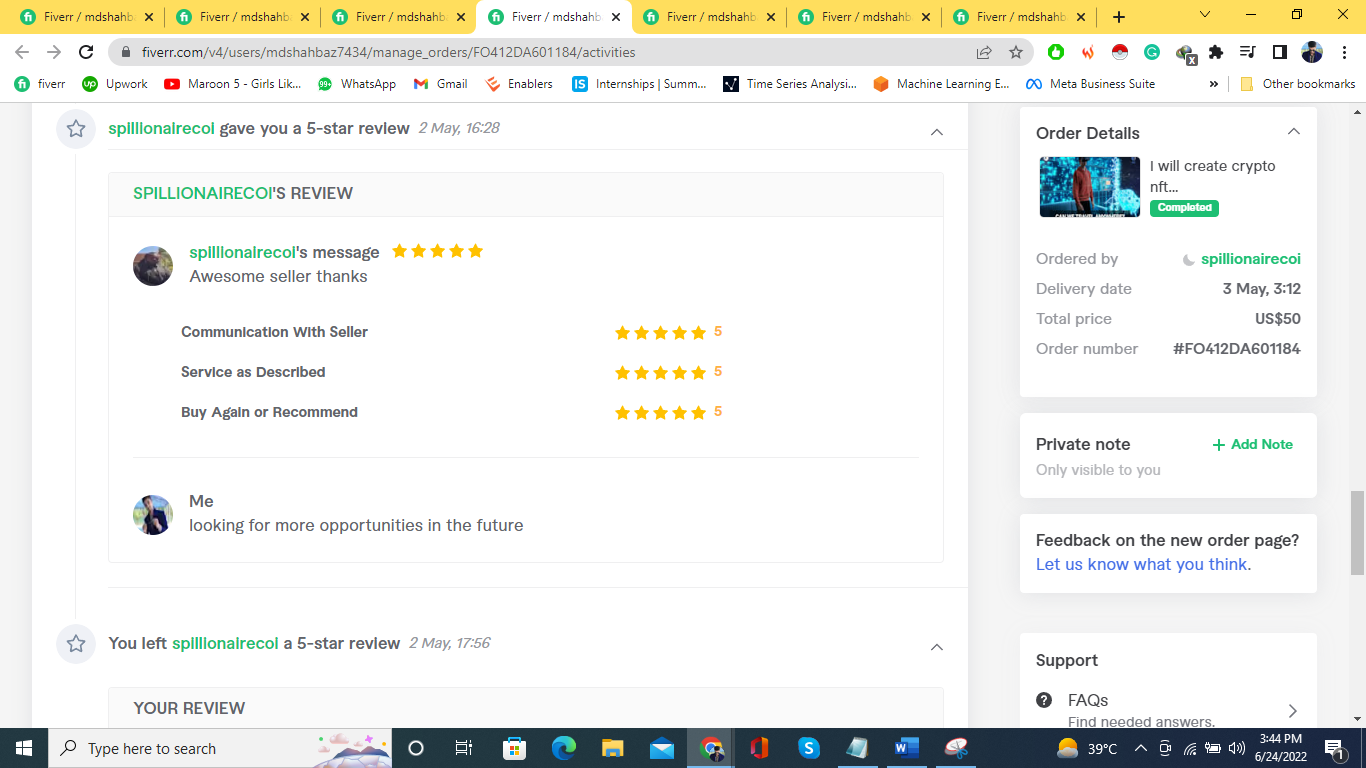 Fiverr / mdshahb
Fiverr / mdshahb
Fiverr / mdshahb
Fiverr / mdshahb
Fiverr / mdshahb
Fiverr / mdshahb
Fiverr / mdshahb
fiverr.com/v4/users/mdshahbaz7434/manage_orders/FO412DA601184/activities
fiverr
Upwork
Maroon 5 - Girls Lik...
WhatsApp
Gmail
Enablers
Internships | Summ...
Time Series Analysi...
Machine Learning E...
Meta Business Suite
»
Other bookmarks
spillionairecoi gave you a 5-star review 2 May, 16:28
SPILLIONAIRECOI'S REVIEW
spillionairecoi's message
Awesome seller thanks
Communication With Seller 5
Service as Described 5
Buy Again or Recommend 5
Me
looking for more opportunities in the future
You left spillionairecoi a 5-star review 2 May, 17:56
YOUR REVIEW
Order Details
I will create crypto
nft...
Completed
Ordered by spillionairecoi
Delivery date 3 May, 3:12
Total price US$50
Order number #FO412DA601184
Private note + Add Note
Only visible to you
Feedback on the new order page?
Let us know what you think.
Support
FAQs
Find needed answers.
Type here to search
39°C
3:44 PM
6/24/2022
1